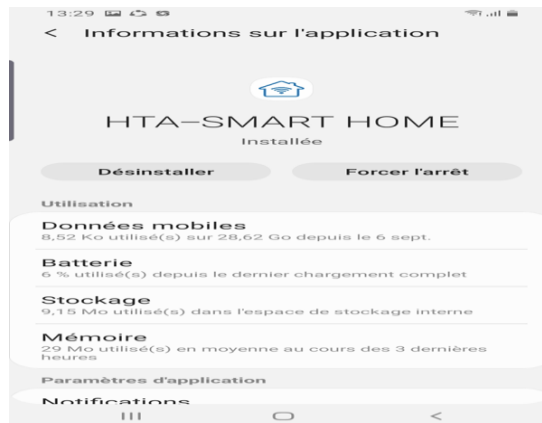 13:29
< Informations sur l'application
HTA-SMART HOME
Installée
Désinstaller Forcer l'arrêt
Utilisation
Données mobiles
8,52 Ko utilisé(s) sur 28,62 Go depuis le 6 sept.
Batterie
6 % utilisé(s) depuis le dernier chargement complet
Stockage
9,15 Mo utilisé(s) dans l'espace de stockage interne
Mémoire
29 Mo utilisé(s) en moyenne au cours des 3 dernières
heures
Paramètres d'application
Notifications